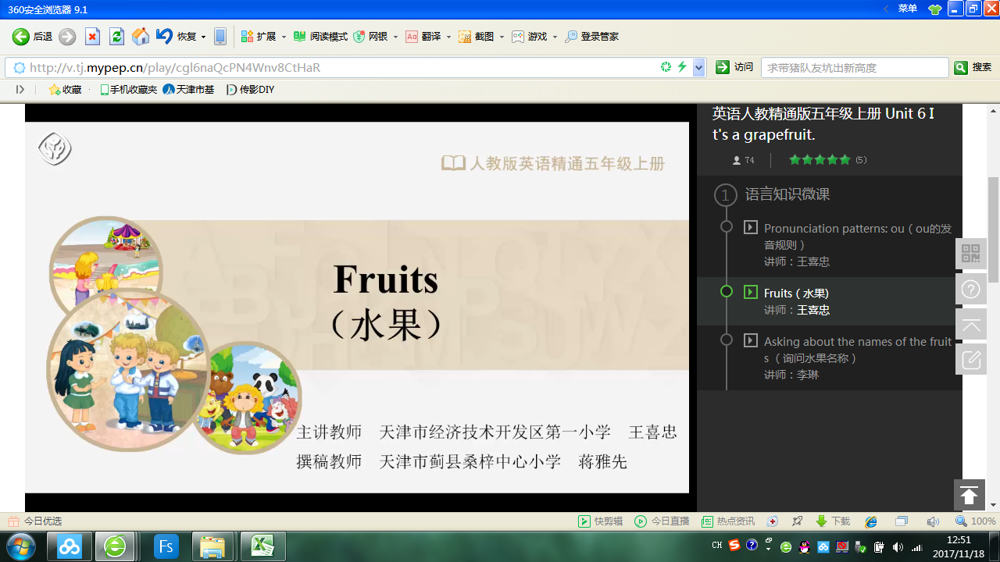 360安全浏览器 9.1
菜单
后退
恢复
扩展
阅读模式
网银
翻译
截图
游戏
登录管家
http://v.tj.mypep.cn/play/cgl6naQcPN4Wnv8CtHaR
访问
求带猪队友坑出新高度
搜索
收藏
手机收藏夹
天津市基
传影DIY
人教版英语精通五年级上册
Fruits
（水果）
主讲教师 天津市经济技术开发区第一小学 王喜忠
撰稿教师 天津市蓟县桑梓中心小学 蒋雅先
英语人教精通版五年级上册 Unit 6 I
t's a grapefruit.
74
(5)
1 语言知识微课
Pronunciation patterns: ou（ou的发
音规则）
讲师：王喜忠
Fruits（水果)
讲师：王喜忠
Asking about the names of the fruit
s （询问水果名称）
讲师：李琳
今日优选
快剪辑
今日直播
热点资讯
下载
100%
Fs
CH
12:51
2017/11/18